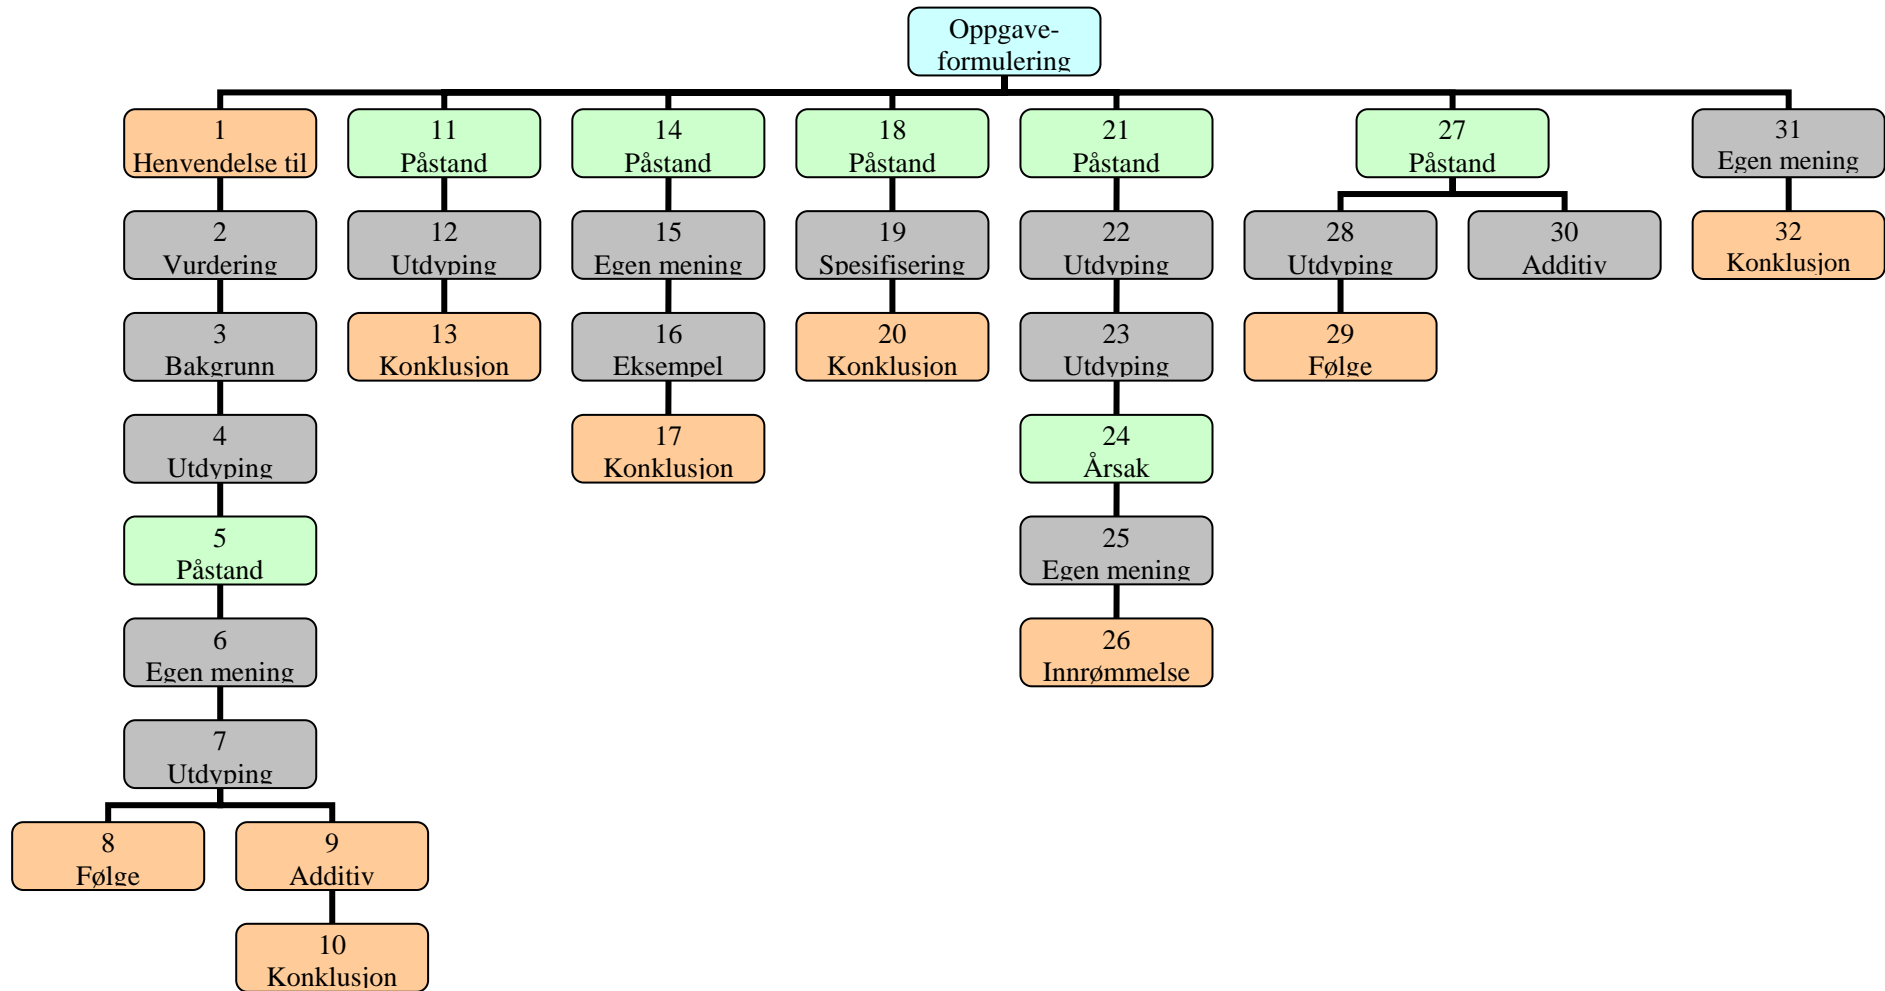 Oppgave-
formulering
1
Henvendelse til
11
Påstand
14
Påstand
18
Påstand
21
Påstand
27
Påstand
31
Egen mening
2
Vurdering
12
Utdyping
15
Egen mening
19
Spesifisering
22
Utdyping
28
Utdyping
30
Additiv
32
Konklusjon
3
Bakgrunn
13
Konklusjon
16
Eksempel
20
Konklusjon
23
Utdyping
29
Følge
4
Utdyping
17
Konklusjon
24
Årsak
5
Påstand
25
Egen mening
6
Egen mening
26
Innrømmelse
7
Utdyping
8
Følge
9
Additiv
10
Konklusjon